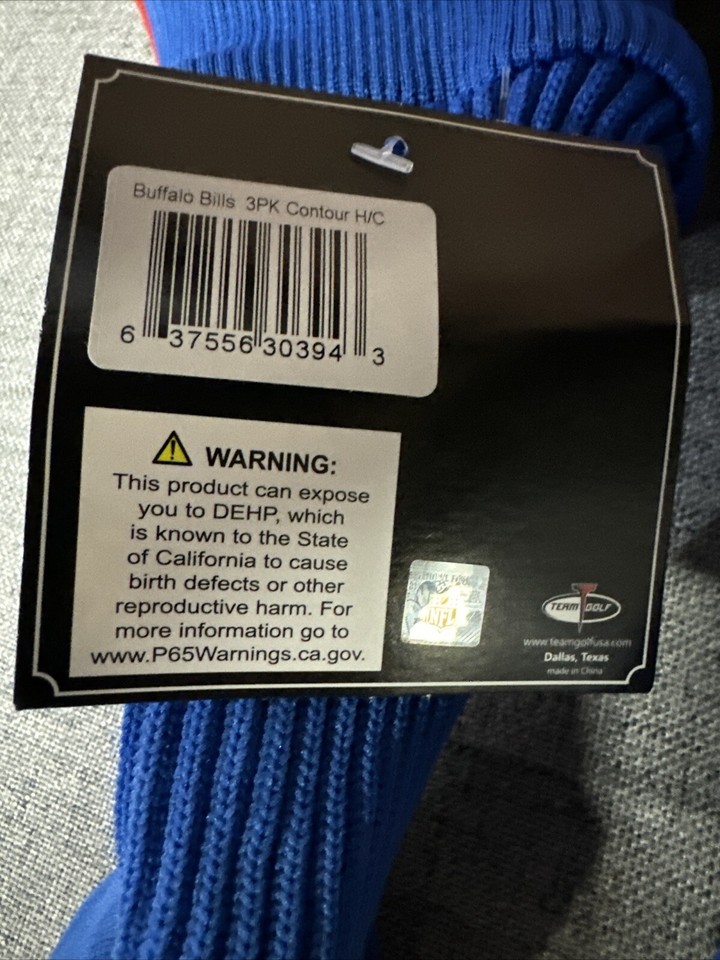 Buffalo Bills 3PK Contour H/C
6 37556 30394 3
WARNING:
This product can expose
you to DEHP, which
is known to the State
of California to cause
birth defects or other
reproductive harm. For
more information go to
www.P65Warnings.ca.gov.
NFL
TEAM GOLF
www.teamgolfusa.com
Dallas, Texas
made in China